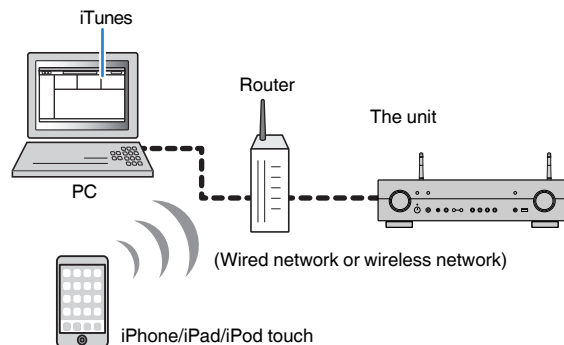 iTunes
Router
The unit
PC
(Wired network or wireless network)
iPhone/iPad/iPod touch